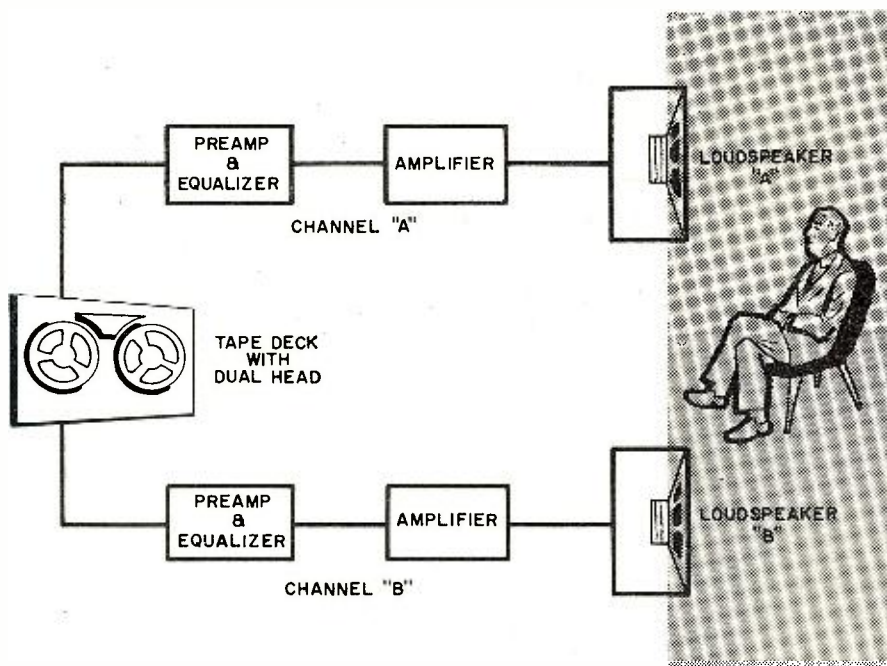 PREAMP
&
EQUALIZER
AMPLIFIER
LOUDSPEAKER
"A"
CHANNEL "A"
TAPE DECK
WITH
DUAL HEAD
PREAMP
&
EQUALIZER
AMPLIFIER
LOUDSPEAKER
"B"
CHANNEL "B"